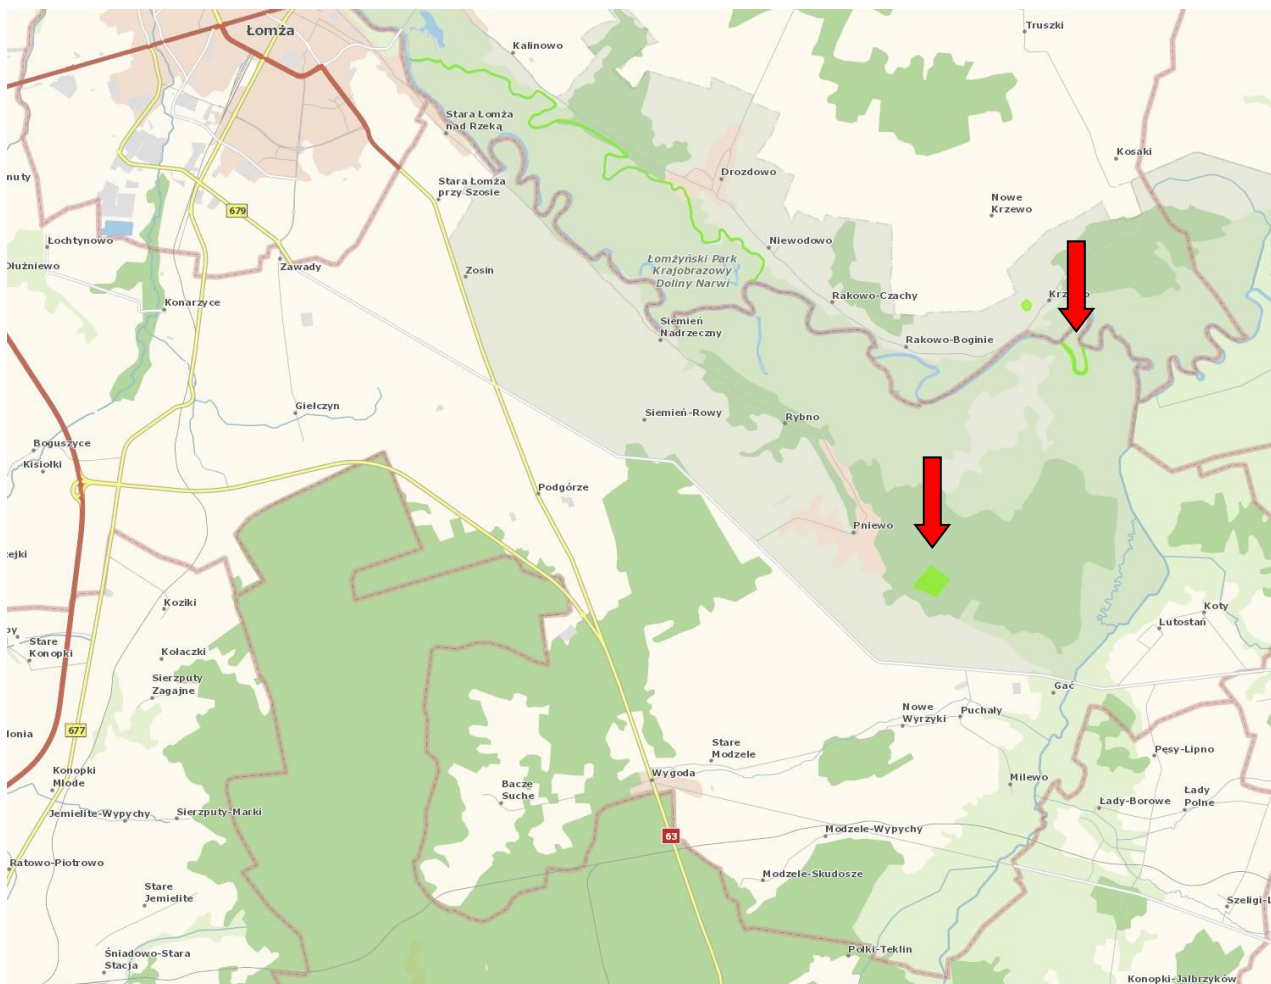 Łomża
Truszki
Kalinowo
Stara Łomża
nad Rzeką
Kosaki
Drozdowo
nuty
Stara Łomża
przy Szosie
Nowe
Krzewo
679
Łochtynowo
Niewodowo
Dłużniewo
Zawady
Zosin
Łomżyński Park
Krajobrazowy
Doliny Narwi
Konarzyce
Rakowo-Czachy
Siemień
Nadrzeczny
Rakowo-Boginie
Giełczyn
Siemień-Rowy
Rybno
Boguszyce
Kisiołki
Podgórze
Pniewo
zejki
Koziki
Koty
Lutostań
Stare
Konopki
Kołaczki
Sierzputy
Zagajne
Gać
Nowe
Wyrzyki
Puchały
677
lonia
Stare
Modzele
Pęsy-Lipno
Konopki
Młode
Wygoda
Milewo
Bacze
Suche
Łady
Polne
Łady-Borowe
Jemielite-Wypychy
Sierzputy-Marki
63
Modzele-Wypychy
Ratowo-Piotrowo
Modzele-Skudosze
Stare
Jemielite
Szeligi-L
Śniadowo-Stara
Stacja
Polki-Teklin
Konopki-Jałbrzyków